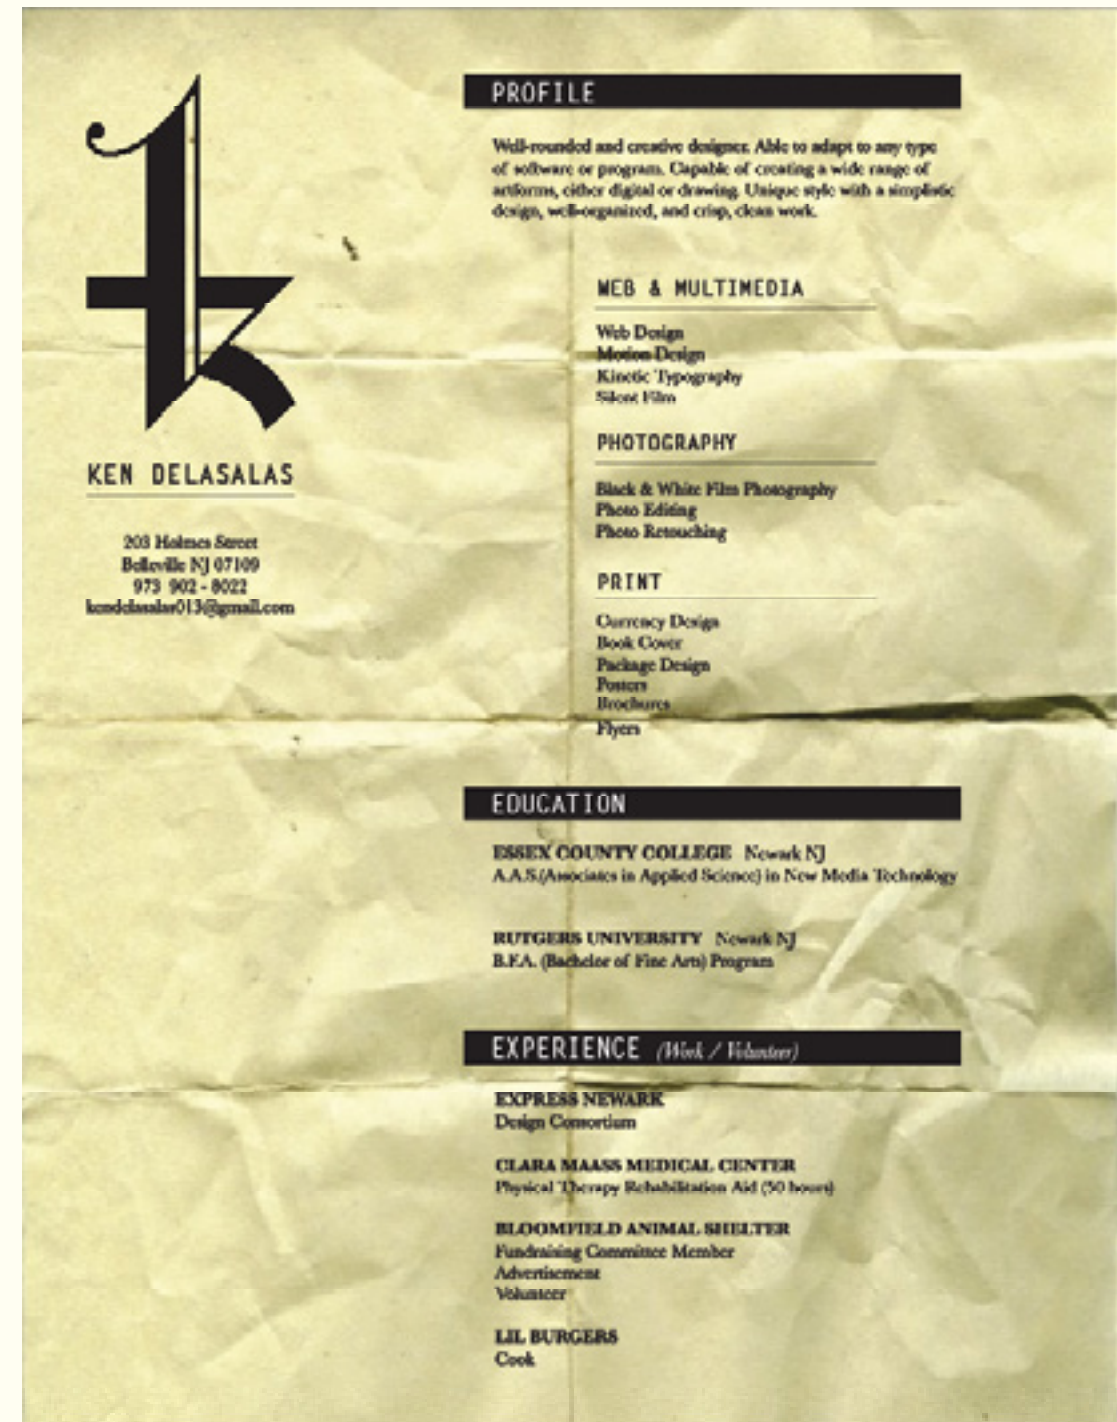 KEN DELASALAS
203 Holmes Street
Belleville NJ 07109
973 902 - 8022
kendelasalas013@gmail.com
PROFILE
Well-rounded and creative designer. Able to adapt to any type
of software or program. Capable of creating a wide range of
artforms, either digital or drawing. Unique style with a simplistic
design, well-organized, and crisp, clean work.
WEB & MULTIMEDIA
Web Design
Motion Design
Kinetic Typography
Silent Film
PHOTOGRAPHY
Black & White Film Photography
Photo Editing
Photo Retouching
PRINT
Currency Design
Book Cover
Package Design
Posters
Brochures
Flyers
EDUCATION
ESSEX COUNTY COLLEGE Newark NJ
A.A.S.(Associates in Applied Science) in New Media Technology
RUTGERS UNIVERSITY Newark NJ
B.F.A. (Bachelor of Fine Arts) Program
EXPERIENCE (Work / Volunteer)
EXPRESS NEWARK
Design Consortium
CLARA MAASS MEDICAL CENTER
Physical Therapy Rehabilitation Aid (50 hours)
BLOOMFIELD ANIMAL SHELTER
Fundraising Committee Member
Advertisement
Volunteer
LIL BURGERS
Cook